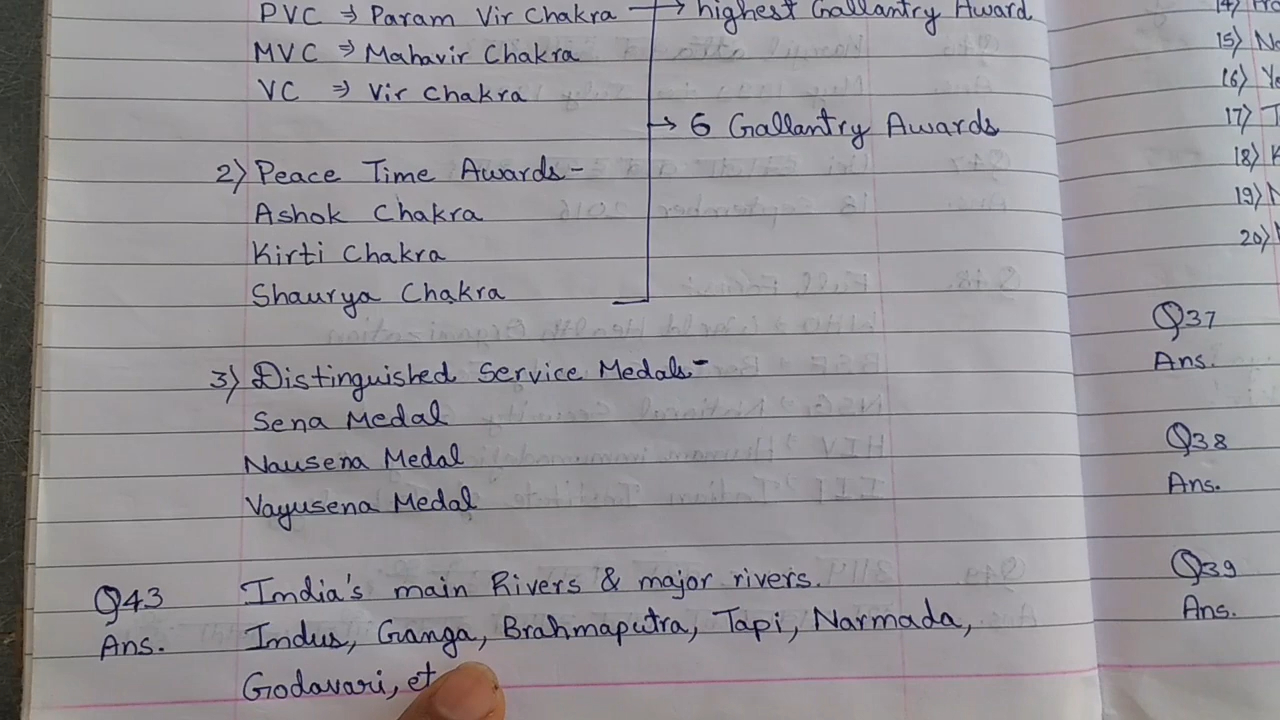 PVC ⇒ Param Vir Chakra → highest Gallantry Award
MVC ⇒ Mahavir Chakra
VC ⇒ Vir Chakra
→ 6 Gallantry Awards
2) Peace Time Awards-
Ashok Chakra
Kirti Chakra
Shaurya Chakra
3) Distinguished Service Medals-
Sena Medal
Nausena Medal
Vayusena Medal
Q43 India's main Rivers & major rivers.
Ans. Indus, Ganga, Brahmaputra, Tapi, Narmada,
Godavari, et
14)
15)
16)
17)
18)
19)
20)
Q37
Ans.
Q38
Ans.
Q39
Ans.